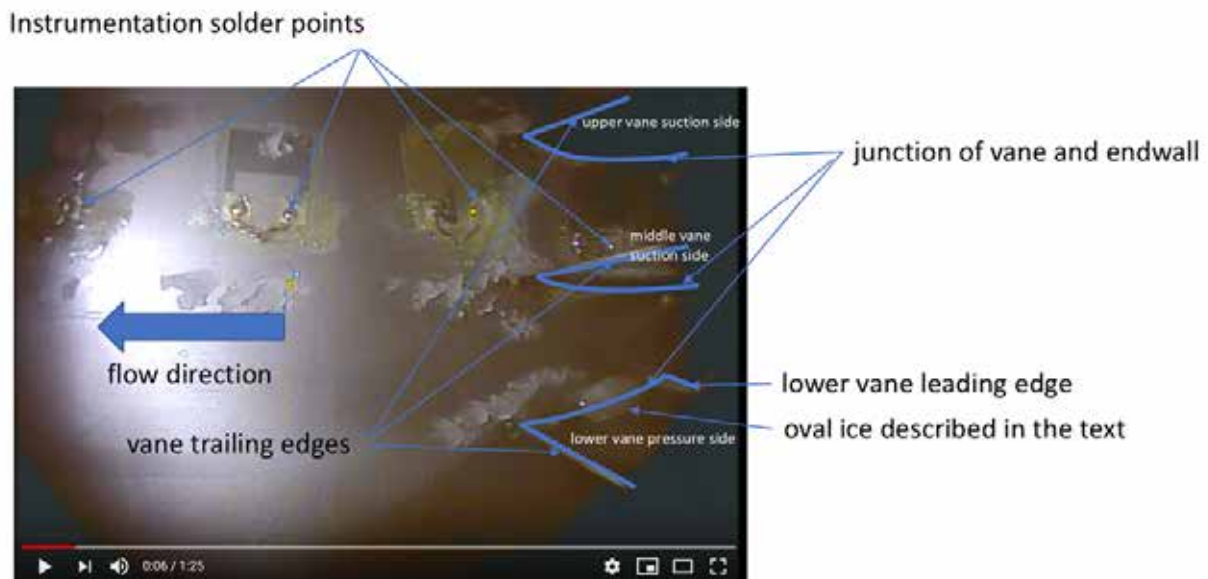 Instrumentation solder points
upper vane suction side
junction of vane and endwall
middle vane
suction side
flow direction
lower vane leading edge
oval ice described in the text
vane trailing edges
lower vane pressure side
0:06 / 1:25